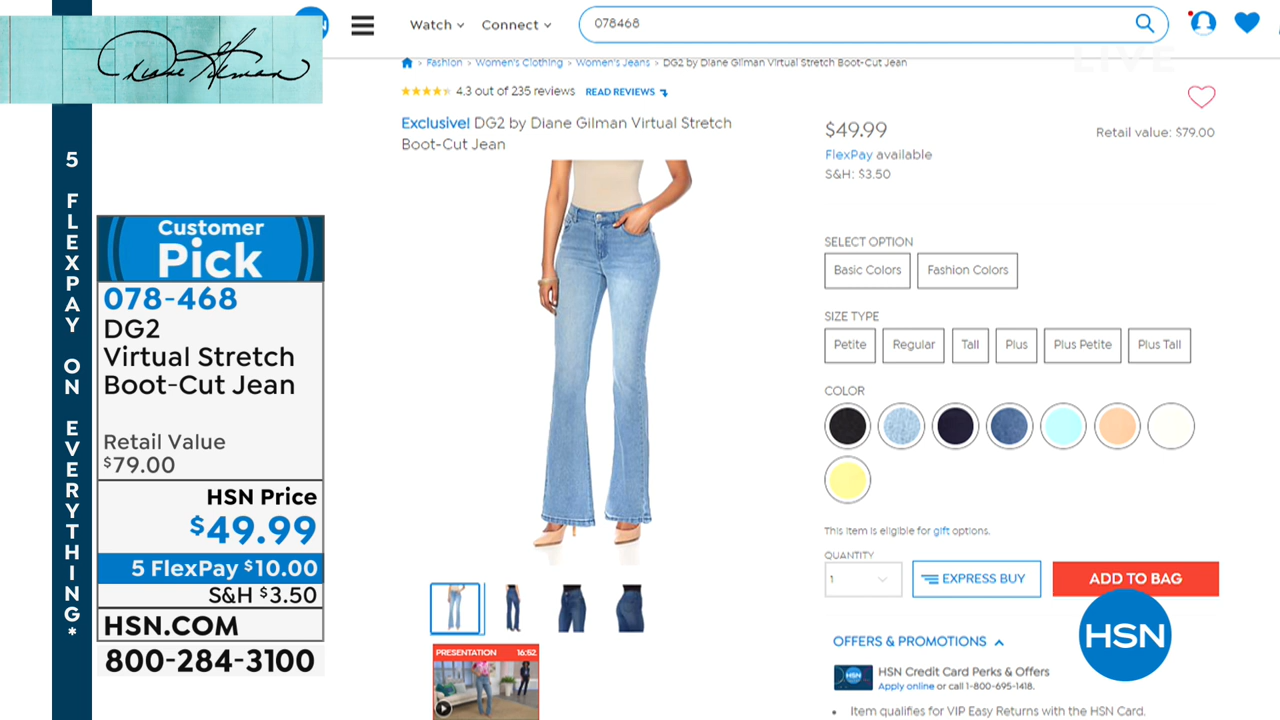 Diane Gilman
5 FLEXPAY ON EVERYTHING*
Customer
Pick
078-468
DG2
Virtual Stretch
Boot-Cut Jean
Retail Value
$79.00
HSN Price
$49.99
5 FlexPay $10.00
S&H $3.50
HSN.COM
800-284-3100
Watch
Connect
078468
LIVE
Fashion > Women's Clothing > Women's Jeans > DG2 by Diane Gilman Virtual Stretch Boot-Cut Jean
4.3 out of 235 reviews READ REVIEWS
Exclusive! DG2 by Diane Gilman Virtual Stretch
Boot-Cut Jean
PRESENTATION 16:52
$49.99
Retail value: $79.00
FlexPay available
S&H: $3.50
SELECT OPTION
Basic Colors Fashion Colors
SIZE TYPE
Petite Regular Tall Plus Plus Petite Plus Tall
COLOR
This item is eligible for gift options.
QUANTITY
1
EXPRESS BUY
ADD TO BAG
HSN
OFFERS & PROMOTIONS
HSN
HSN Credit Card Perks & Offers
Apply online or call 1-800-695-1418.
• Item qualifies for VIP Easy Returns with the HSN Card.